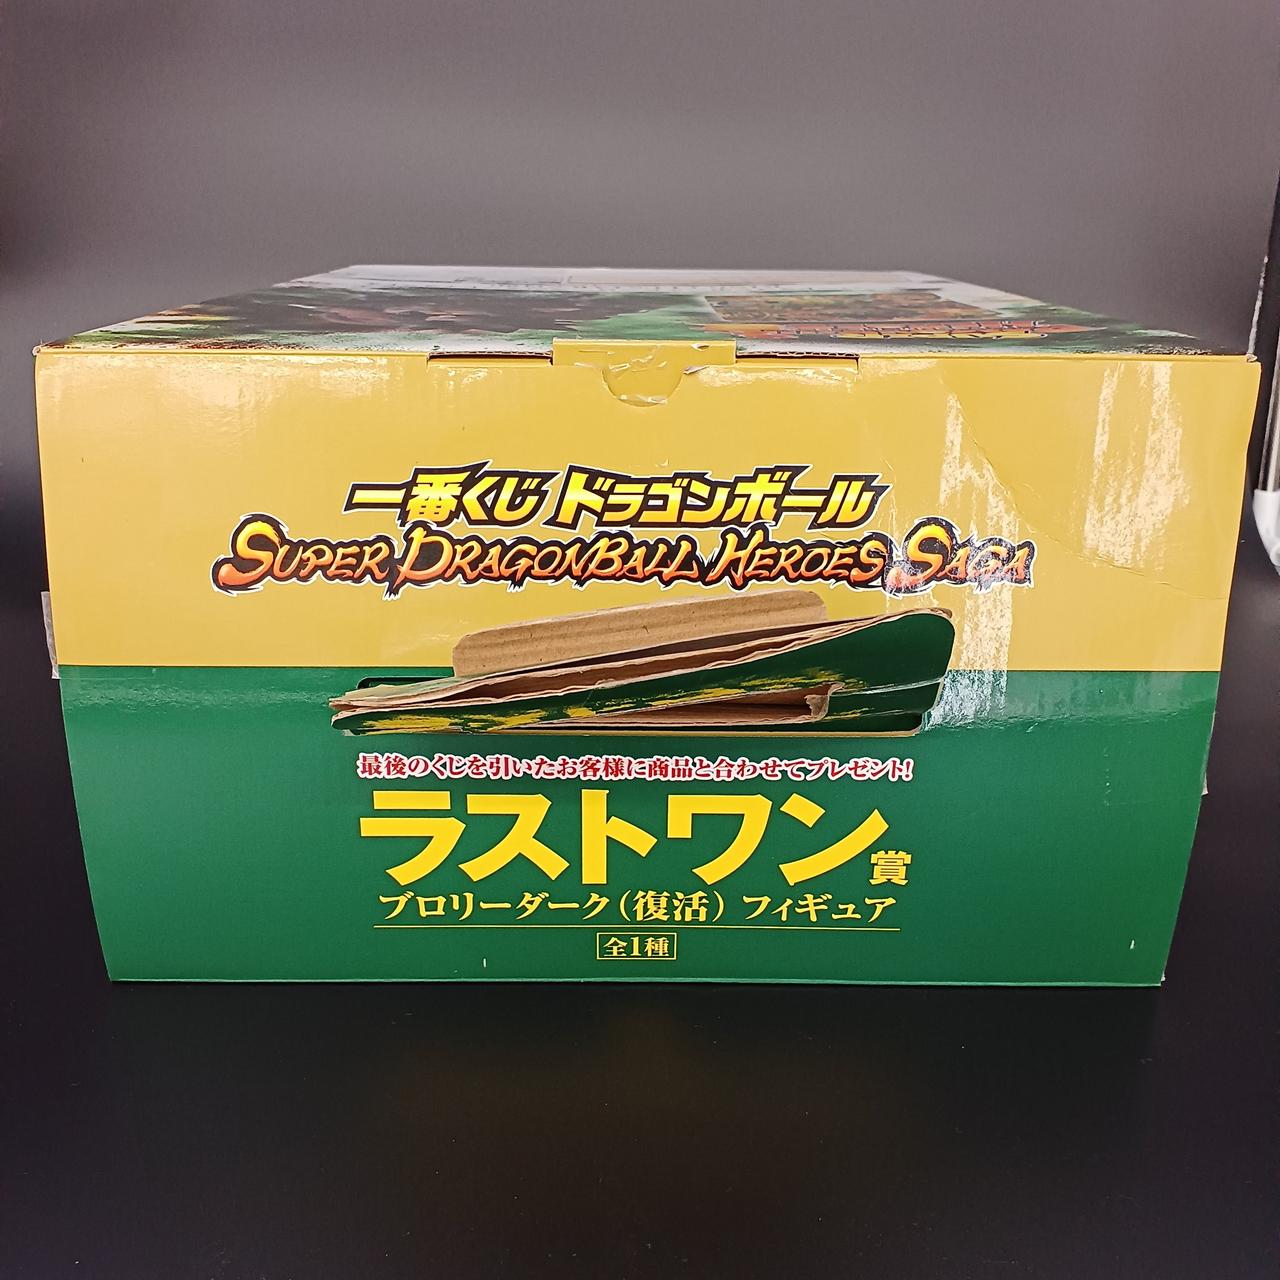 一番くじ ドラゴンボール
SUPER DRAGONBALL HEROES SAGA
最後のくじを引いたお客様に商品と合わせてプレゼント!
ラストワン賞
ブロリーダーク(復活)フィギュア
全1種